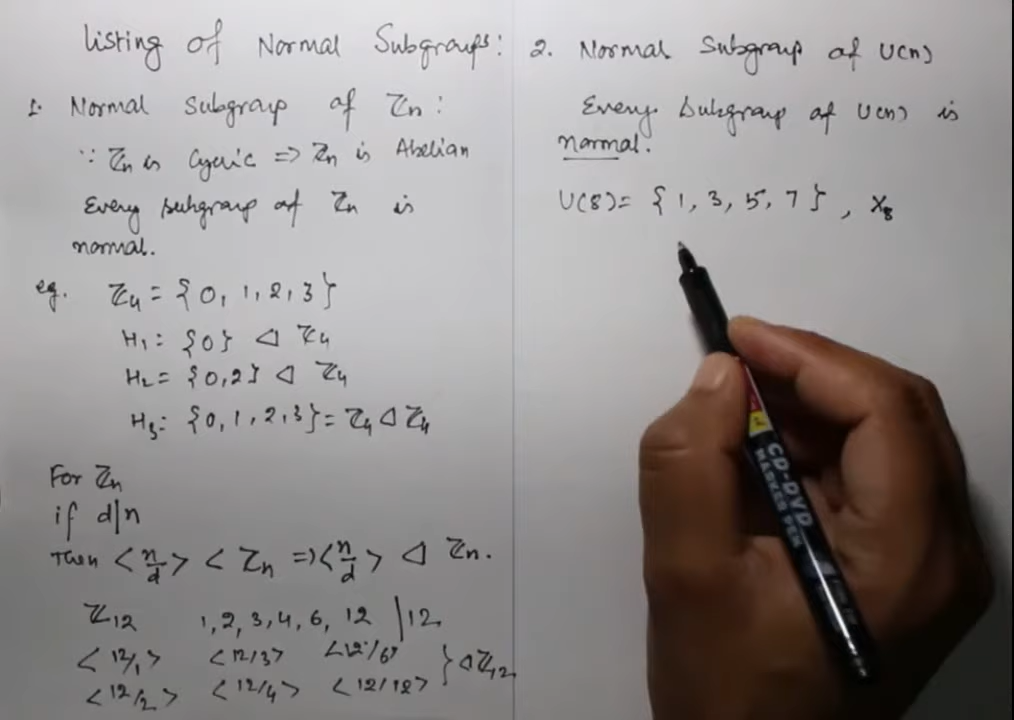 Listing of Normal Subgroups:
1. Normal Subgroup of Zn:
∵ Zn is Cyclic => Zn is Abelian
Every subgroup of Zn is
normal.
eg. Z4 = {0, 1, 2, 3}
H1 = {0} ⊲ Z4
H2 = {0,2} ⊲ Z4
H3 = {0, 1, 2, 3} = Z4 ⊲ Z4
For Zn
if d|n
Then <n/d> < Zn => <n/d> ⊲ Zn.
Z12 1, 2, 3, 4, 6, 12 | 12
<12/1> <12/3> <12/6> } ⊲ Z12
<12/2> <12/4> <12/12>
2. Normal Subgroup of U(n)
Every Subgroup of U(n) is
normal.
U(8) = {1, 3, 5, 7}, X8
CD-DVD
MARKER PEN